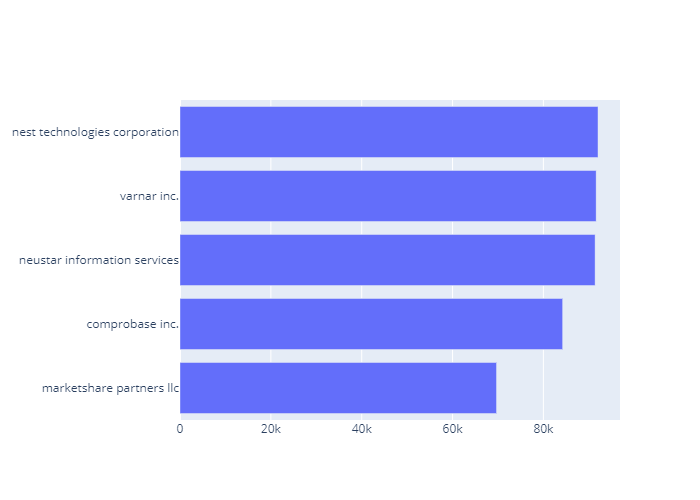 nest technologies corporation
varnar inc.
neustar information services
comprobase inc.
marketshare partners llc
0 20k 40k 60k 80k